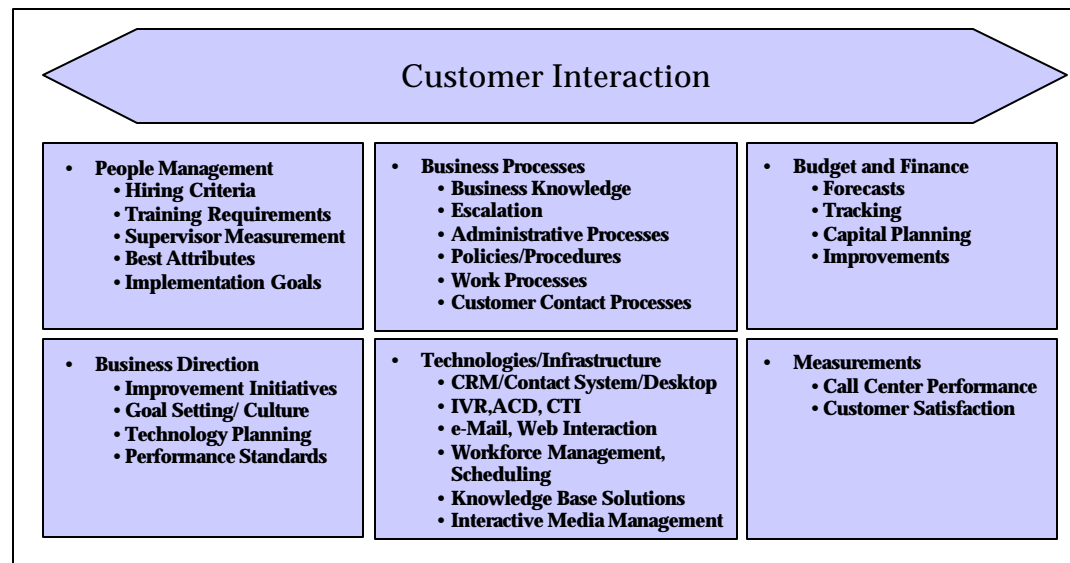 Customer Interaction
• People Management
• Hiring Criteria
• Training Requirements
• Supervisor Measurement
• Best Attributes
• Implementation Goals
• Business Processes
• Business Knowledge
• Escalation
• Administrative Processes
• Policies/Procedures
• Work Processes
• Customer Contact Processes
• Budget and Finance
• Forecasts
• Tracking
• Capital Planning
• Improvements
• Business Direction
• Improvement Initiatives
• Goal Setting/ Culture
• Technology Planning
• Performance Standards
• Technologies/Infrastructure
• CRM/Contact System/Desktop
• IVR,ACD, CTI
• e-Mail, Web Interaction
• Workforce Management,
Scheduling
• Knowledge Base Solutions
• Interactive Media Management
• Measurements
• Call Center Performance
• Customer Satisfaction